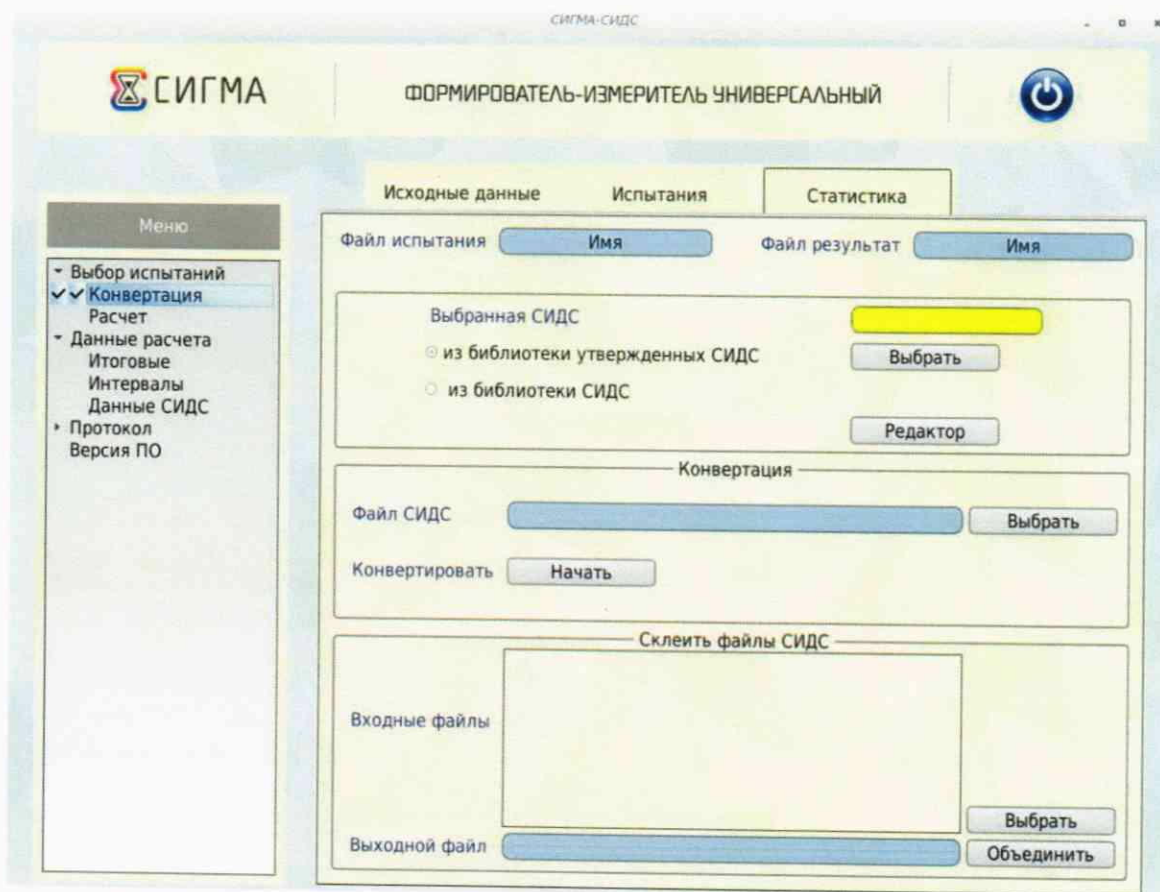 СИГМА-СИДС
СИГМА
ФОРМИРОВАТЕЛЬ-ИЗМЕРИТЕЛЬ УНИВЕРСАЛЬНЫЙ
Исходные данные Испытания Статистика
Меню
Выбор испытаний
Конвертация
Расчет
Данные расчета
Итоговые
Интервалы
Данные СИДС
Протокол
Версия ПО
Файл испытания Имя Файл результат Имя
Выбранная СИДС
из библиотеки утвержденных СИДС Выбрать
из библиотеки СИДС
Редактор
Конвертация
Файл СИДС Выбрать
Конвертировать Начать
Склеить файлы СИДС
Входные файлы
Выбрать
Выходной файл Объединить